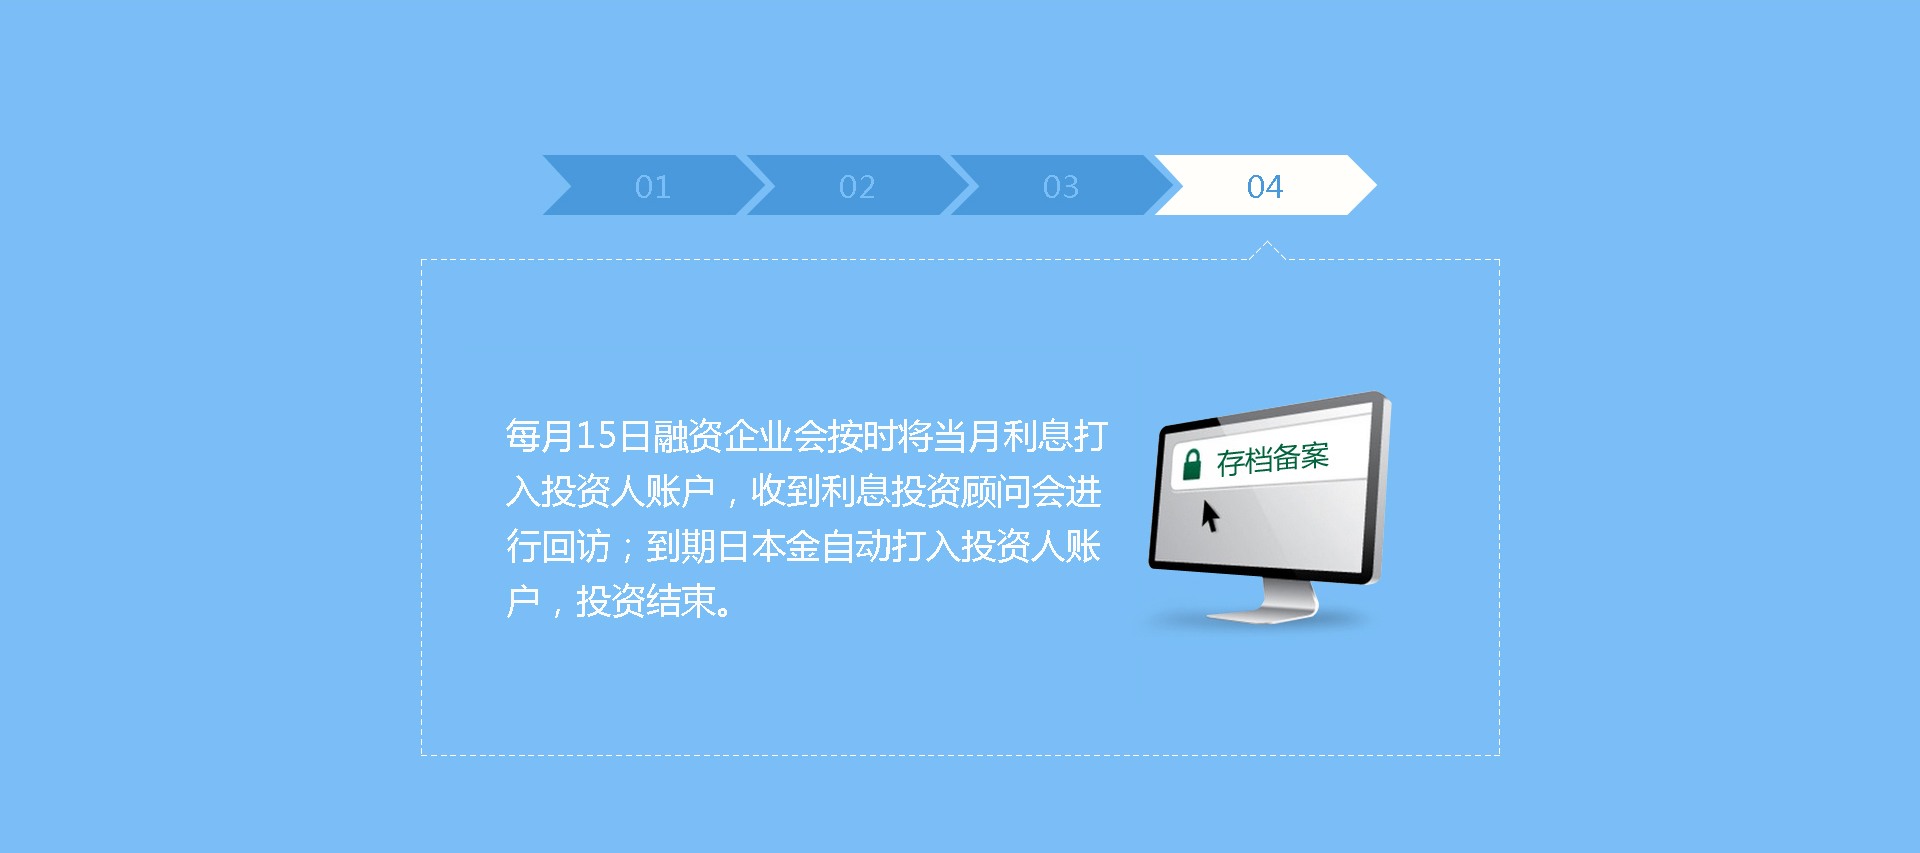 01
02
03
04
每月15日融资企业会按时将当月利息打
入投资人账户，收到利息投资顾问会进
行回访；到期日本金自动打入投资人账
户，投资结束。
存档备案